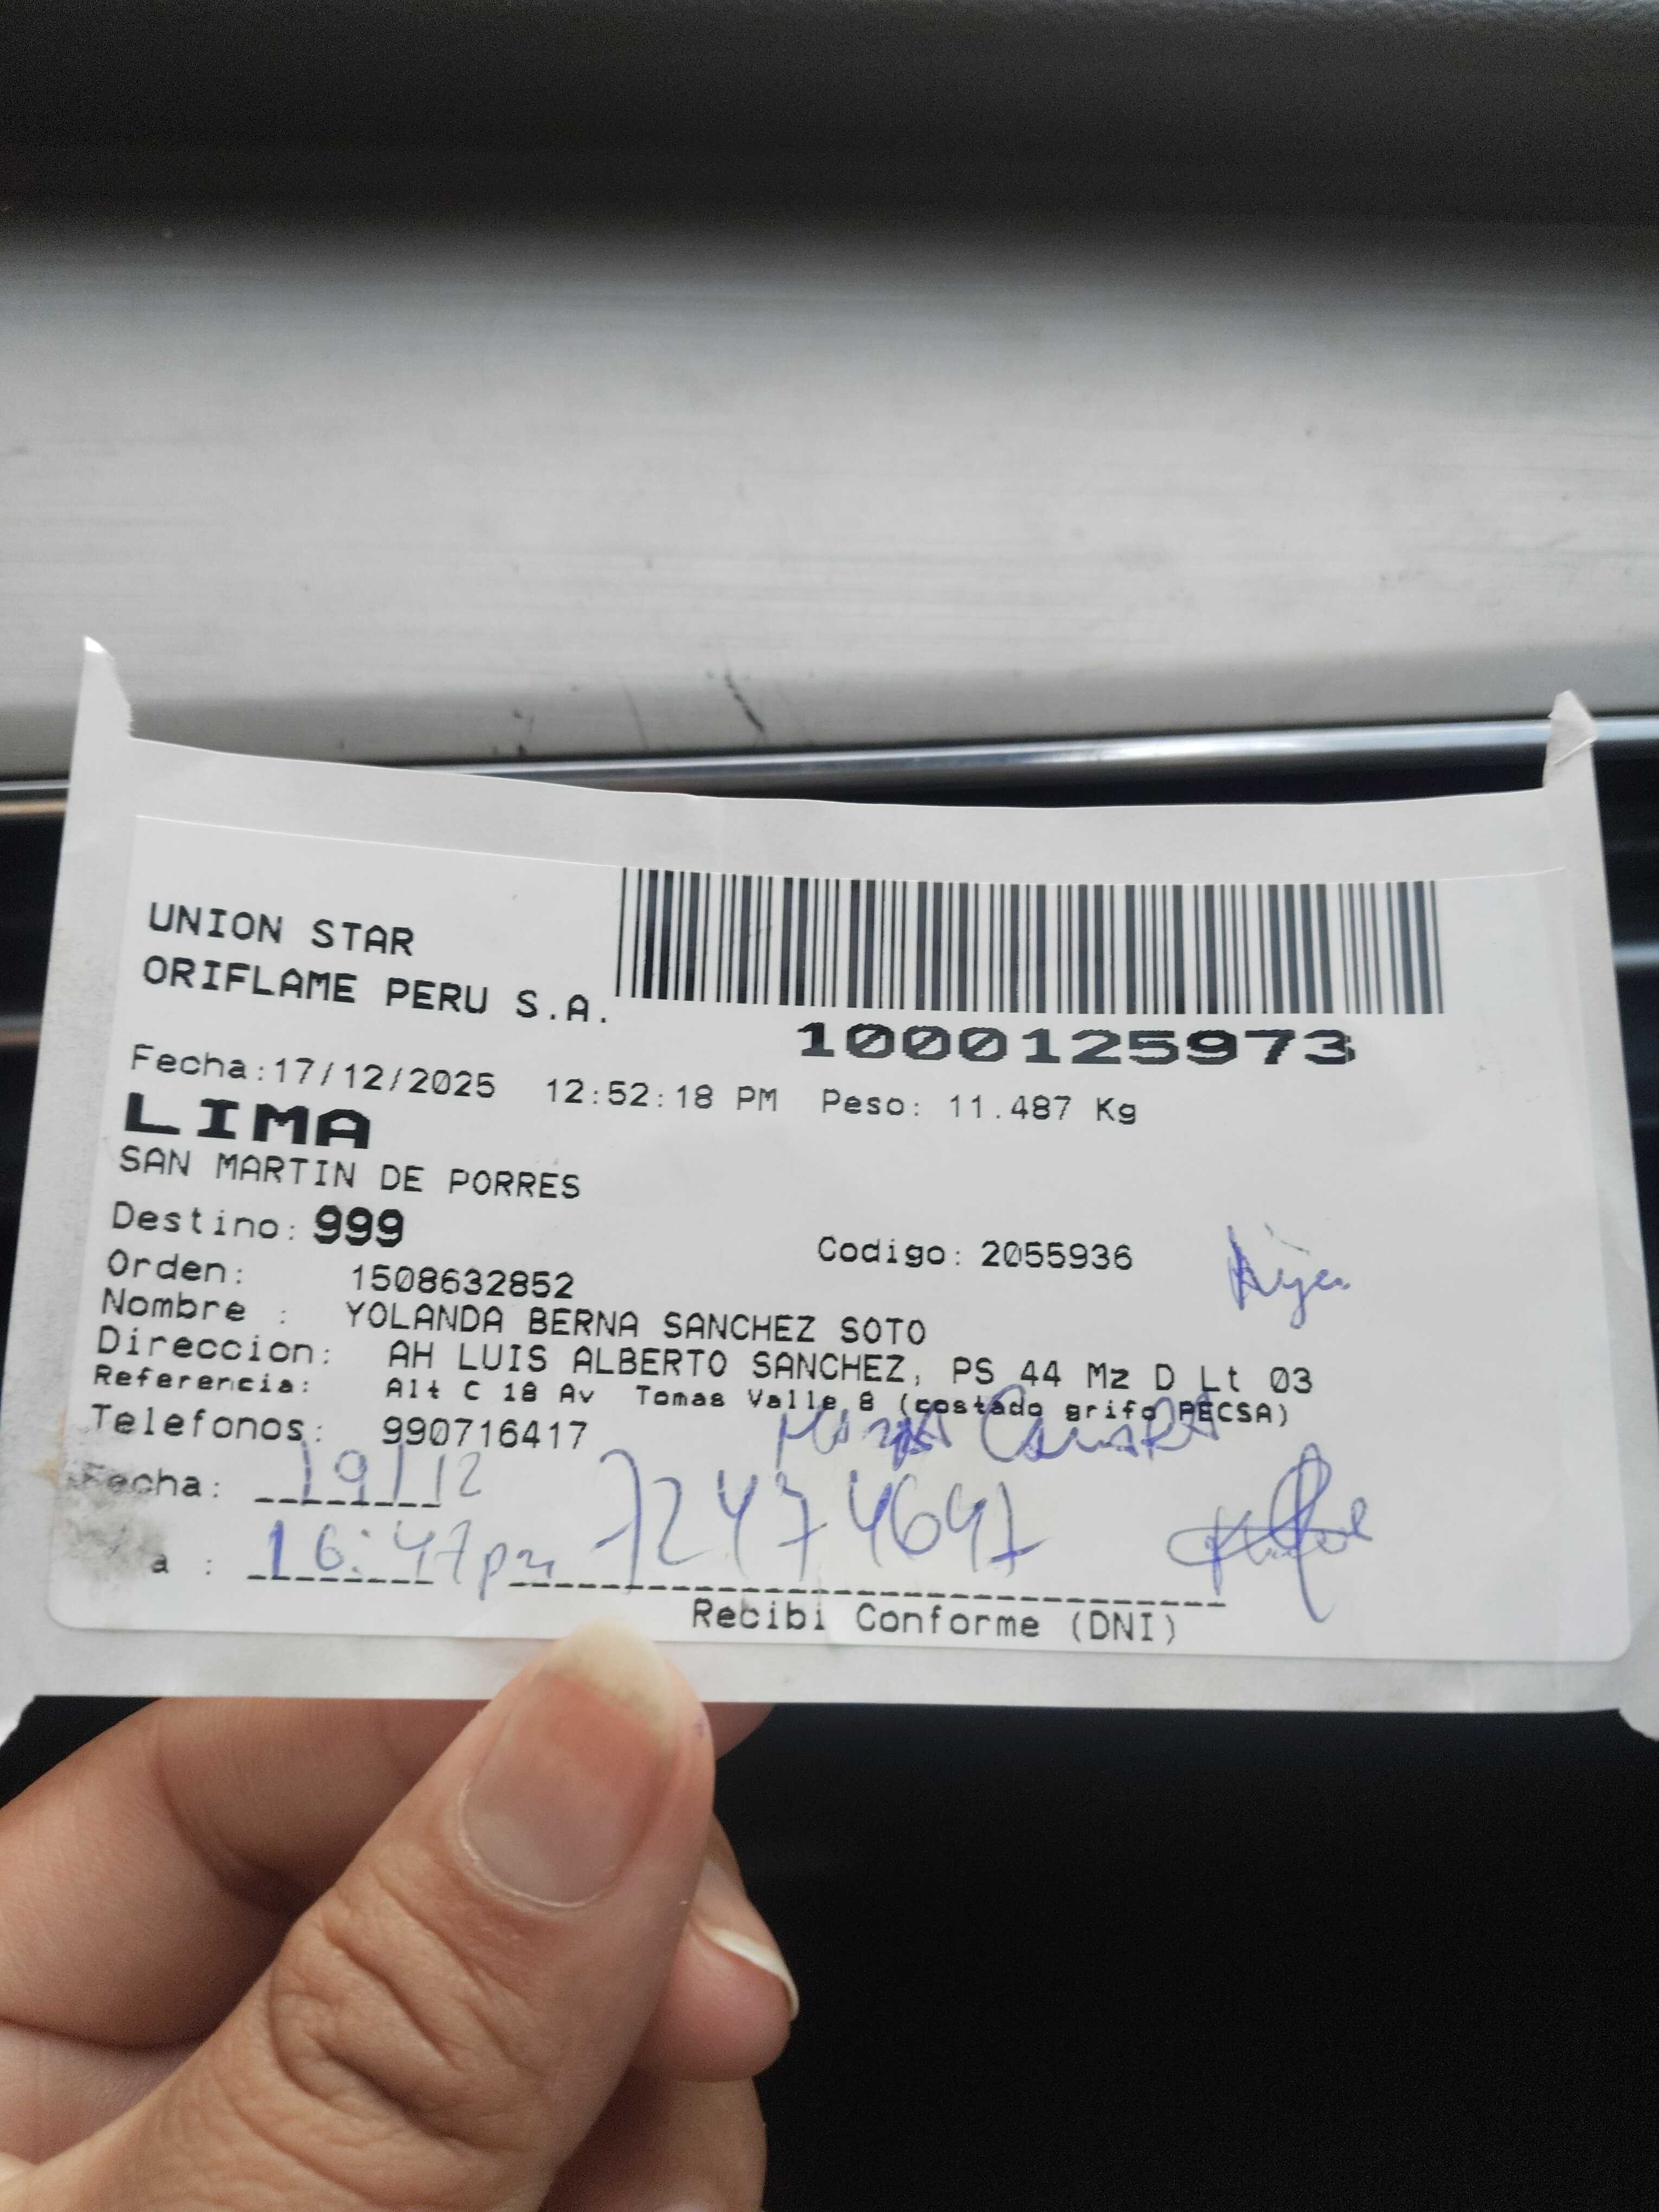 UNION STAR
ORIFLAME PERU S.A.
1000125973
Fecha:17/12/2025 12:52:18 PM Peso: 11.487 Kg
LIMA
SAN MARTIN DE PORRES
Destino: 999
Codigo: 2055936
Orden: 1508632852
Nombre : YOLANDA BERNA SANCHEZ SOTO
Direccion: AH LUIS ALBERTO SANCHEZ, PS 44 Mz D Lt 03
Referencia: Alt C 18 Av Tomas Valle 8 (costado grifo PECSA)
Telefonos: 990716417
Fecha: 19/12
a : 16:47pm 72474647
Recibi Conforme (DNI)